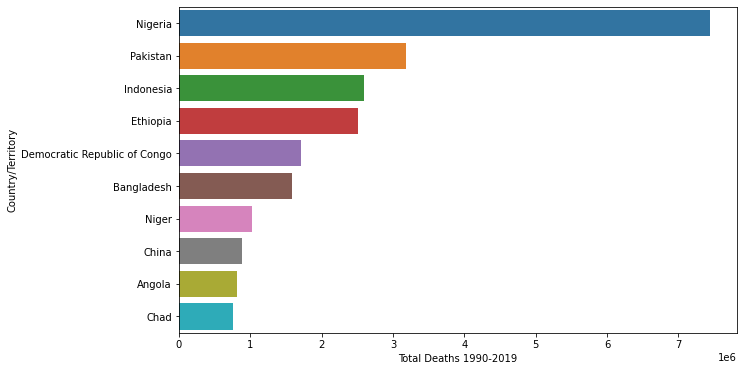 Nigeria
Pakistan
Indonesia
Ethiopia
Democratic Republic of Congo
Bangladesh
Niger
China
Angola
Chad
Country/Territory
0 1 2 3 4 5 6 7
1e6
Total Deaths 1990-2019